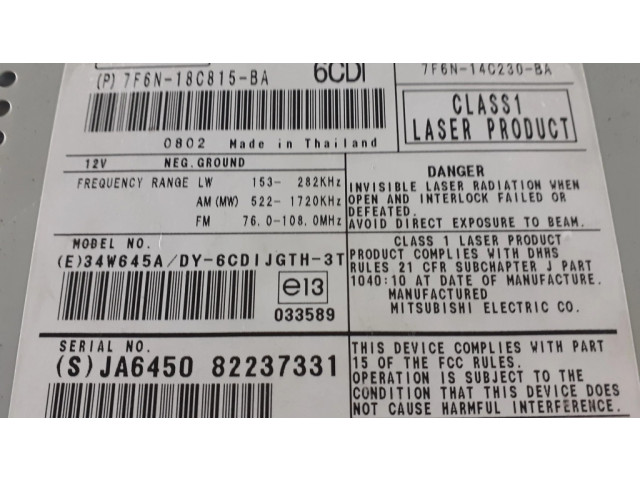 (P) 7F6N-18C815-BA
6CDI
7F6N-14C230-BA
CLASS1
LASER PRODUCT
0802 Made in Thailand
12V NEG.GROUND
FREQUENCY RANGE LW 153- 282KHz
AM(MW) 522-1720KHz
FM 76.0-108.0MHz
DANGER
INVISIBLE LASER RADIATION WHEN
OPEN AND INTERLOCK FAILED OR
DEFEATED.
AVOID DIRECT EXPOSURE TO BEAM.
MODEL NO.
(E)34W645A/DY-6CDIJGTH-3T
e13
033589
CLASS 1 LASER PRODUCT
PRODUCT COMPLIES WITH DHHS
RULES 21 CFR SUBCHAPTER J PART
1040:10 AT DATE OF MANUFACTURE.
MANUFACTURED
MITSUBISHI ELECTRIC CO.
SERIAL NO.
(S)JA6450 82237331
THIS DEVICE COMPLIES WITH PART
15 OF THE FCC RULES.
OPERATION IS SUBJECT TO THE
CONDITION THAT THIS DEVICE DOES
NOT CAUSE HARMFUL INTERFERENCE.